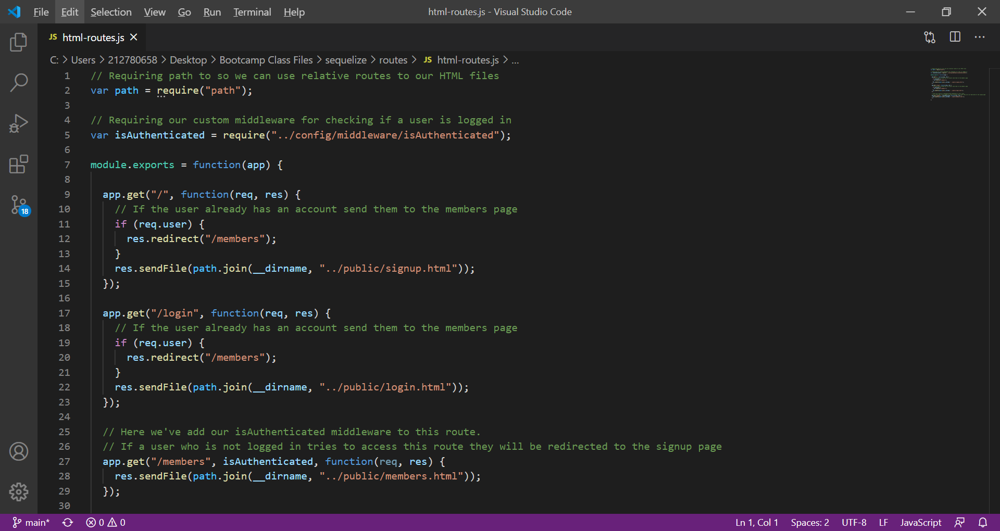 File Edit Selection View Go Run Terminal Help html-routes.js - Visual Studio Code
JS html-routes.js
C: > Users > 212780658 > Desktop > Bootcamp Class Files > sequelize > routes > JS html-routes.js > ...
1 // Requiring path to so we can use relative routes to our HTML files
2 var path = require("path");
3
4 // Requiring our custom middleware for checking if a user is logged in
5 var isAuthenticated = require("../config/middleware/isAuthenticated");
6
7 module.exports = function(app) {
8
9 app.get("/", function(req, res) {
10 // If the user already has an account send them to the members page
11 if (req.user) {
12 res.redirect("/members");
13 }
14 res.sendFile(path.join(__dirname, "../public/signup.html"));
15 });
16
17 app.get("/login", function(req, res) {
18 // If the user already has an account send them to the members page
19 if (req.user) {
20 res.redirect("/members");
21 }
22 res.sendFile(path.join(__dirname, "../public/login.html"));
23 });
24
25 // Here we've add our isAuthenticated middleware to this route.
26 // If a user who is not logged in tries to access this route they will be redirected to the signup page
27 app.get("/members", isAuthenticated, function(req, res) {
28 res.sendFile(path.join(__dirname, "../public/members.html"));
29 });
30
18
main* 0 0 Ln 1, Col 1 Spaces: 2 UTF-8 LF JavaScript